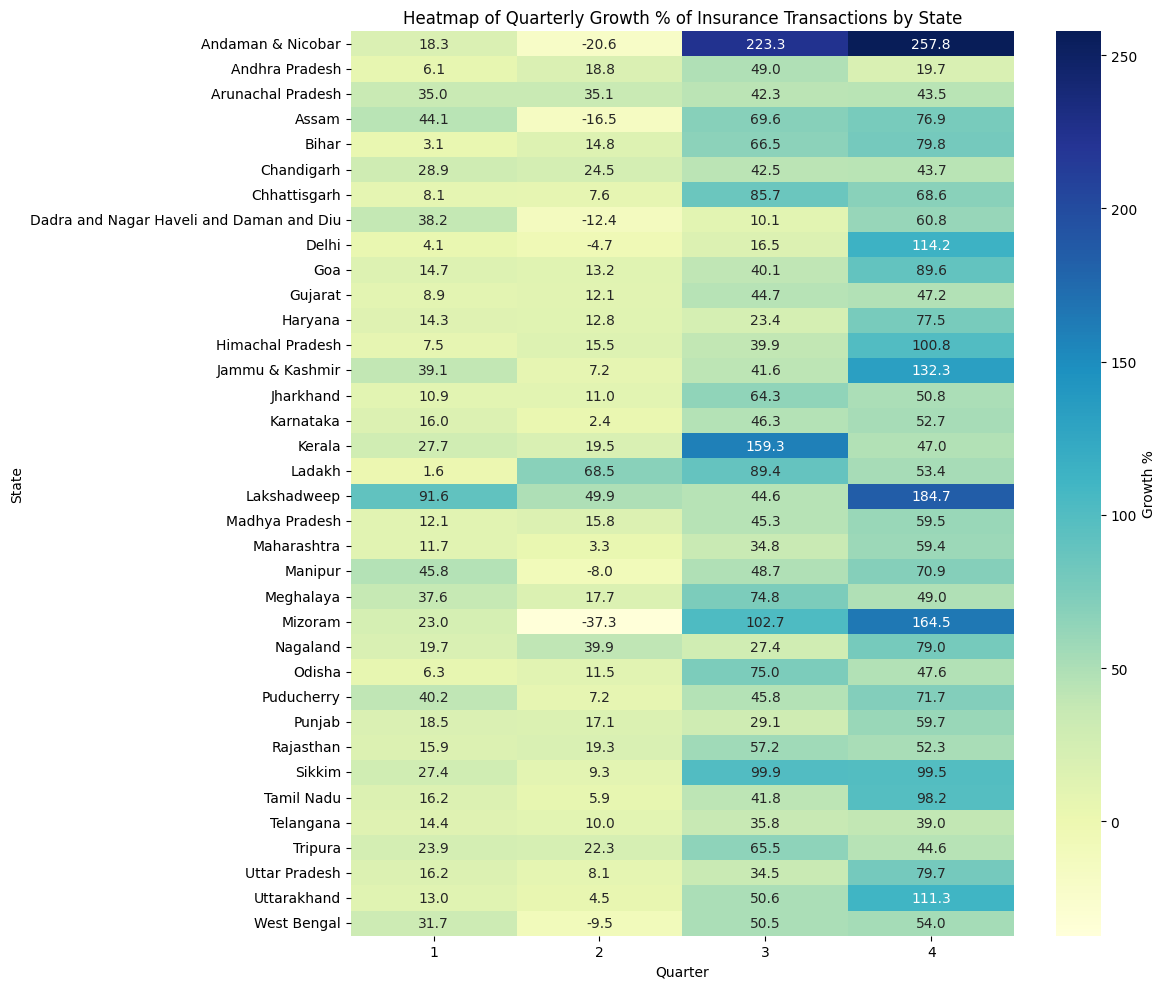 Heatmap of Quarterly Growth % of Insurance Transactions by State
Andaman & Nicobar 18.3 -20.6 223.3 257.8
Andhra Pradesh 6.1 18.8 49.0 19.7
Arunachal Pradesh 35.0 35.1 42.3 43.5
Assam 44.1 -16.5 69.6 76.9
Bihar 3.1 14.8 66.5 79.8
Chandigarh 28.9 24.5 42.5 43.7
Chhattisgarh 8.1 7.6 85.7 68.6
Dadra and Nagar Haveli and Daman and Diu 38.2 -12.4 10.1 60.8
Delhi 4.1 -4.7 16.5 114.2
Goa 14.7 13.2 40.1 89.6
Gujarat 8.9 12.1 44.7 47.2
Haryana 14.3 12.8 23.4 77.5
Himachal Pradesh 7.5 15.5 39.9 100.8
Jammu & Kashmir 39.1 7.2 41.6 132.3
Jharkhand 10.9 11.0 64.3 50.8
Karnataka 16.0 2.4 46.3 52.7
Kerala 27.7 19.5 159.3 47.0
Ladakh 1.6 68.5 89.4 53.4
Lakshadweep 91.6 49.9 44.6 184.7
Madhya Pradesh 12.1 15.8 45.3 59.5
Maharashtra 11.7 3.3 34.8 59.4
Manipur 45.8 -8.0 48.7 70.9
Meghalaya 37.6 17.7 74.8 49.0
Mizoram 23.0 -37.3 102.7 164.5
Nagaland 19.7 39.9 27.4 79.0
Odisha 6.3 11.5 75.0 47.6
Puducherry 40.2 7.2 45.8 71.7
Punjab 18.5 17.1 29.1 59.7
Rajasthan 15.9 19.3 57.2 52.3
Sikkim 27.4 9.3 99.9 99.5
Tamil Nadu 16.2 5.9 41.8 98.2
Telangana 14.4 10.0 35.8 39.0
Tripura 23.9 22.3 65.5 44.6
Uttar Pradesh 16.2 8.1 34.5 79.7
Uttarakhand 13.0 4.5 50.6 111.3
West Bengal 31.7 -9.5 50.5 54.0
1 2 3 4
Quarter
State
250
200
150
100
50
0
Growth %